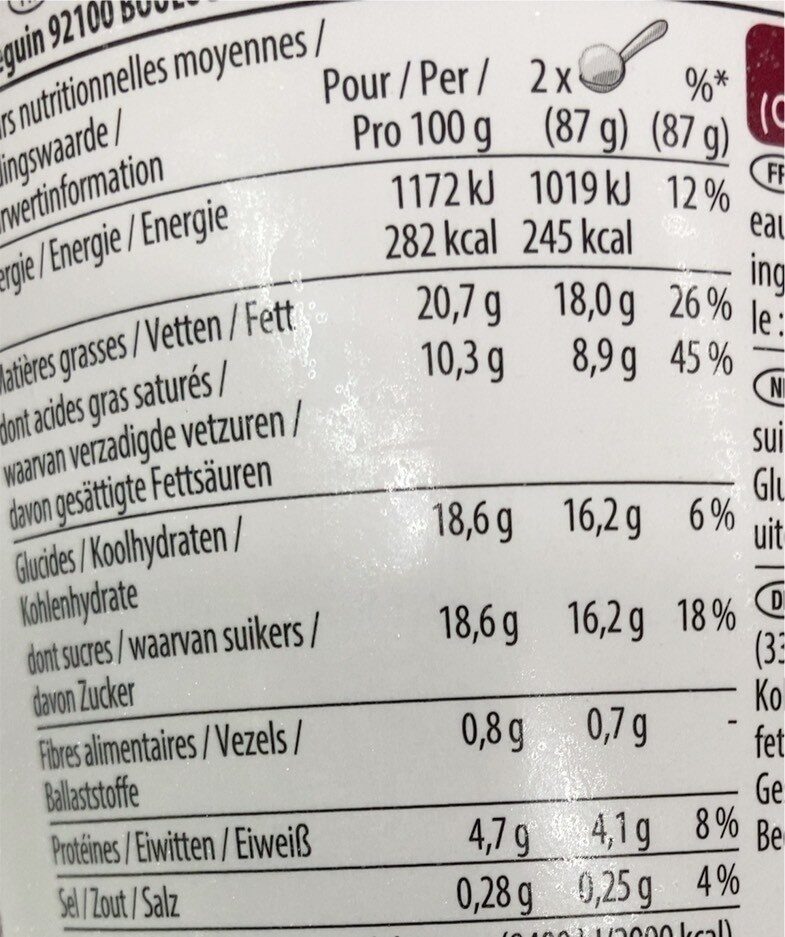 92100
nutritionnelles moyennes /
Pour / Per / 2 x %*
Pro 100 g (87 g) (87 g)
/ Energie / Energie 1172 kJ 1019 kJ 12 %
282 kcal 245 kcal
Matières grasses / Vetten / Fett 20,7 g 18,0 g 26 %
dont acides gras saturés / 10,3 g 8,9 g 45 %
waarvan verzadigde vetzuren /
davon gesättigte Fettsäuren
Glucides / Koolhydraten / 18,6 g 16,2 g 6 %
Kohlenhydrate
dont sucres / waarvan suikers / 18,6 g 16,2 g 18 %
davon Zucker
Fibres alimentaires / Vezels / 0,8 g 0,7 g -
Ballaststoffe
Protéines / Eiwitten / Eiweiß 4,7 g 4,1 g 8 %
Sel / Zout / Salz 0,28 g 0,25 g 4 %